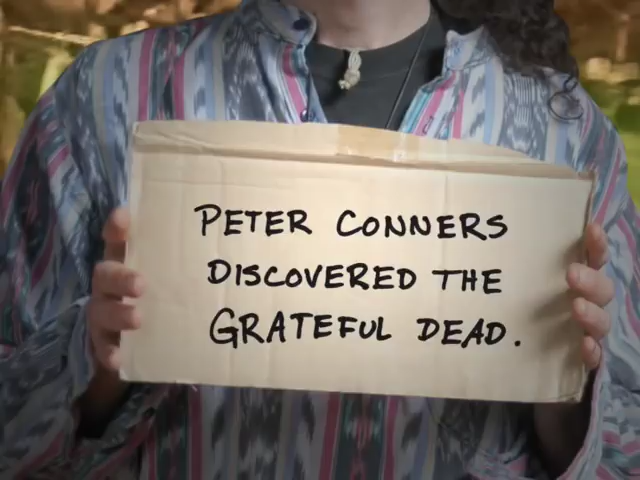 PETER CONNERS
DISCOVERED THE
GRATEFUL DEAD.